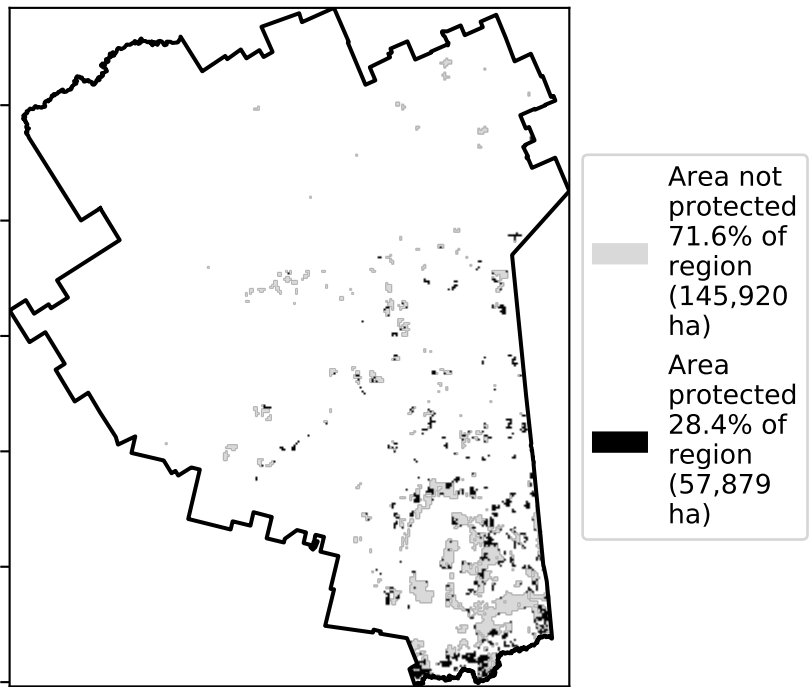 Area not
protected
71.6% of
region
(145,920
ha)
Area
protected
28.4% of
region
(57,879
ha)